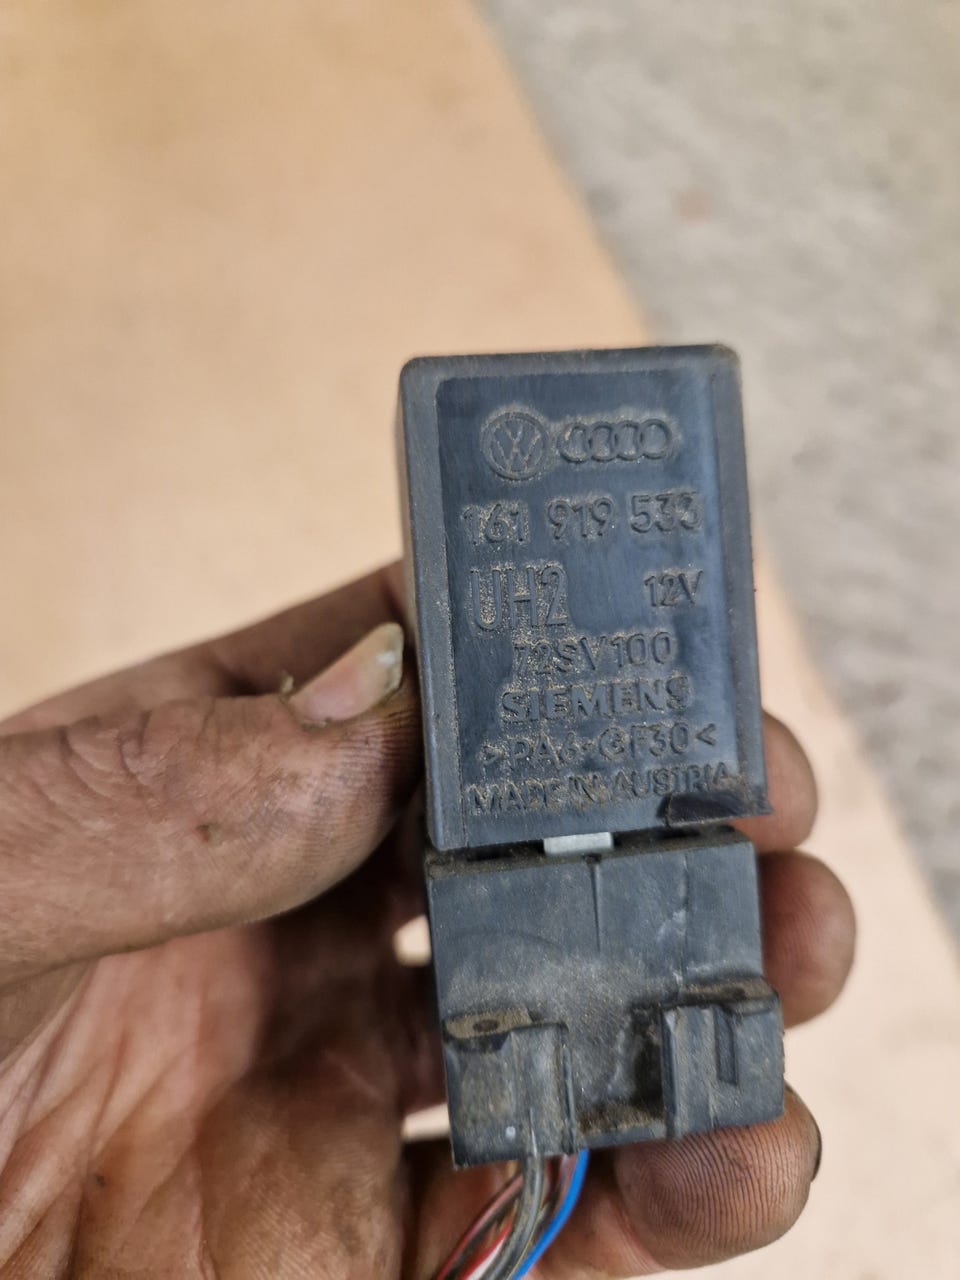 161 919 533
UH2 12V
72SV100
SIEMENS
>PA6·GF30<
MADE IN AUSTRIA